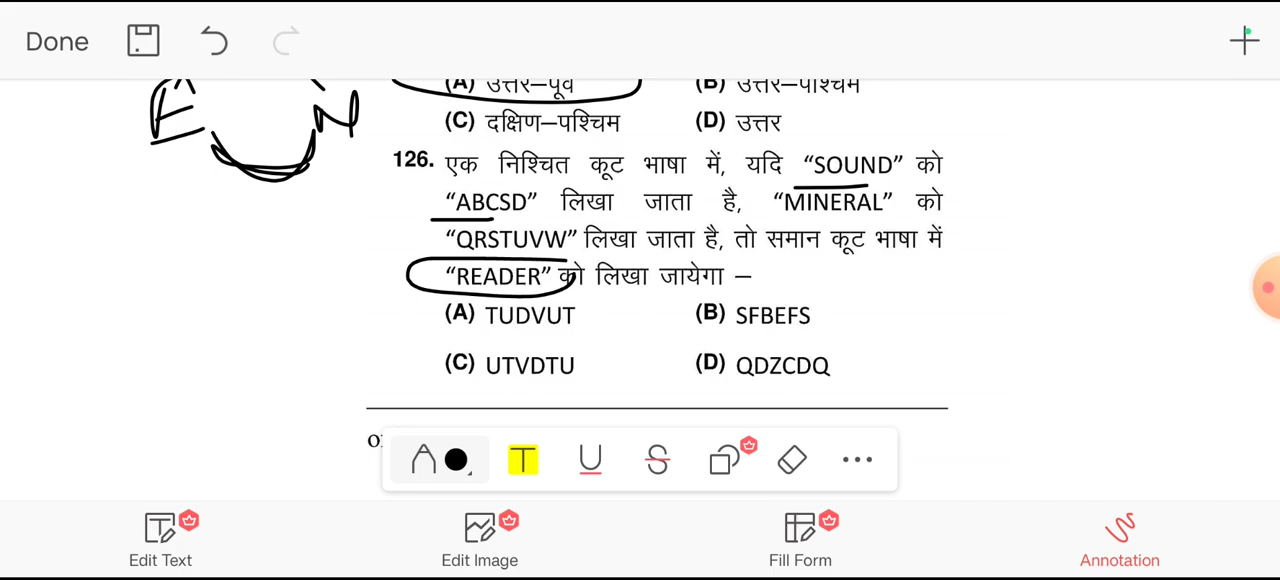 Done
(A) उत्तर–पूर्व (B) उत्तर–पश्चिम
E N
(C) दक्षिण–पश्चिम (D) उत्तर
126. एक निश्चित कूट भाषा में, यदि “SOUND” को
“ABCSD” लिखा जाता है, “MINERAL” को
“QRSTUVW” लिखा जाता है, तो समान कूट भाषा में
“READER” को लिखा जायेगा –
(A) TUDVUT (B) SFBEFS
(C) UTVDTU (D) QDZCDQ
T U S
Edit Text Edit Image Fill Form Annotation